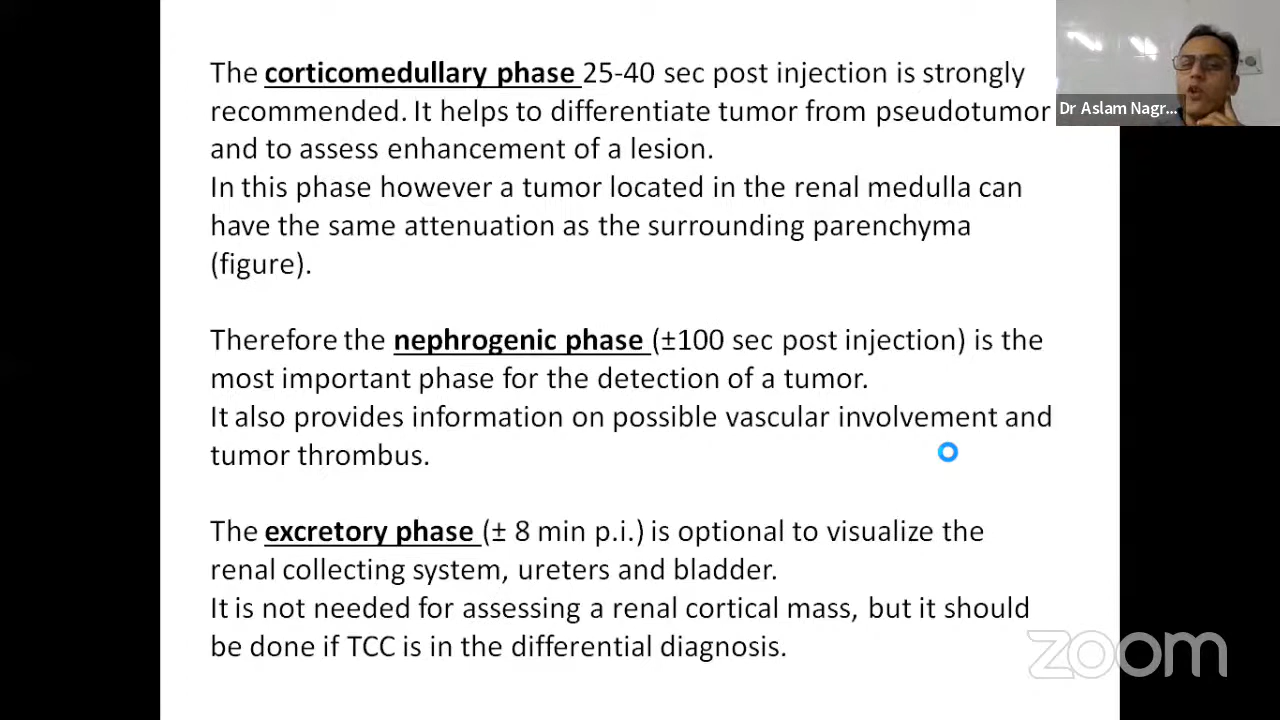 The corticomedullary phase 25-40 sec post injection is strongly
recommended. It helps to differentiate tumor from pseudotumor
and to assess enhancement of a lesion.
In this phase however a tumor located in the renal medulla can
have the same attenuation as the surrounding parenchyma
(figure).
Therefore the nephrogenic phase (±100 sec post injection) is the
most important phase for the detection of a tumor.
It also provides information on possible vascular involvement and
tumor thrombus.
The excretory phase (± 8 min p.i.) is optional to visualize the
renal collecting system, ureters and bladder.
It is not needed for assessing a renal cortical mass, but it should
be done if TCC is in the differential diagnosis.
Dr Aslam Nagr...
zoom